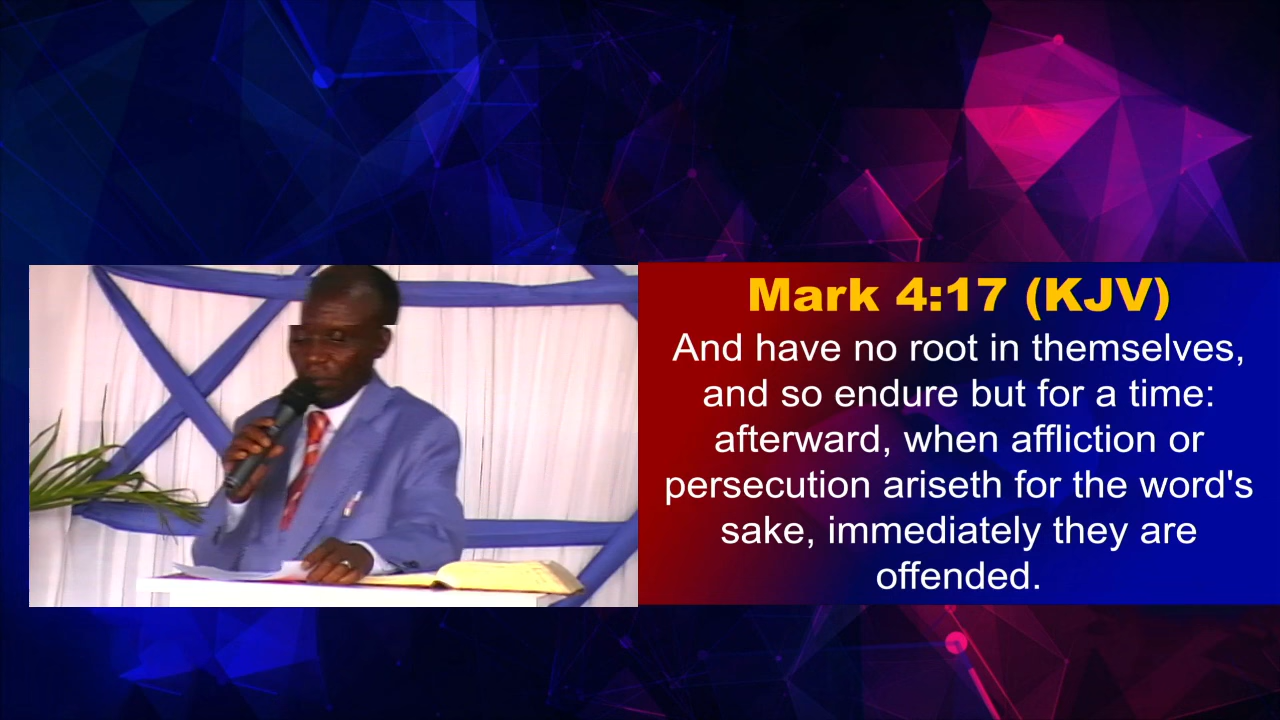 Mark 4:17 (KJV)
And have no root in themselves,
and so endure but for a time:
afterward, when affliction or
persecution ariseth for the word's
sake, immediately they are
offended.